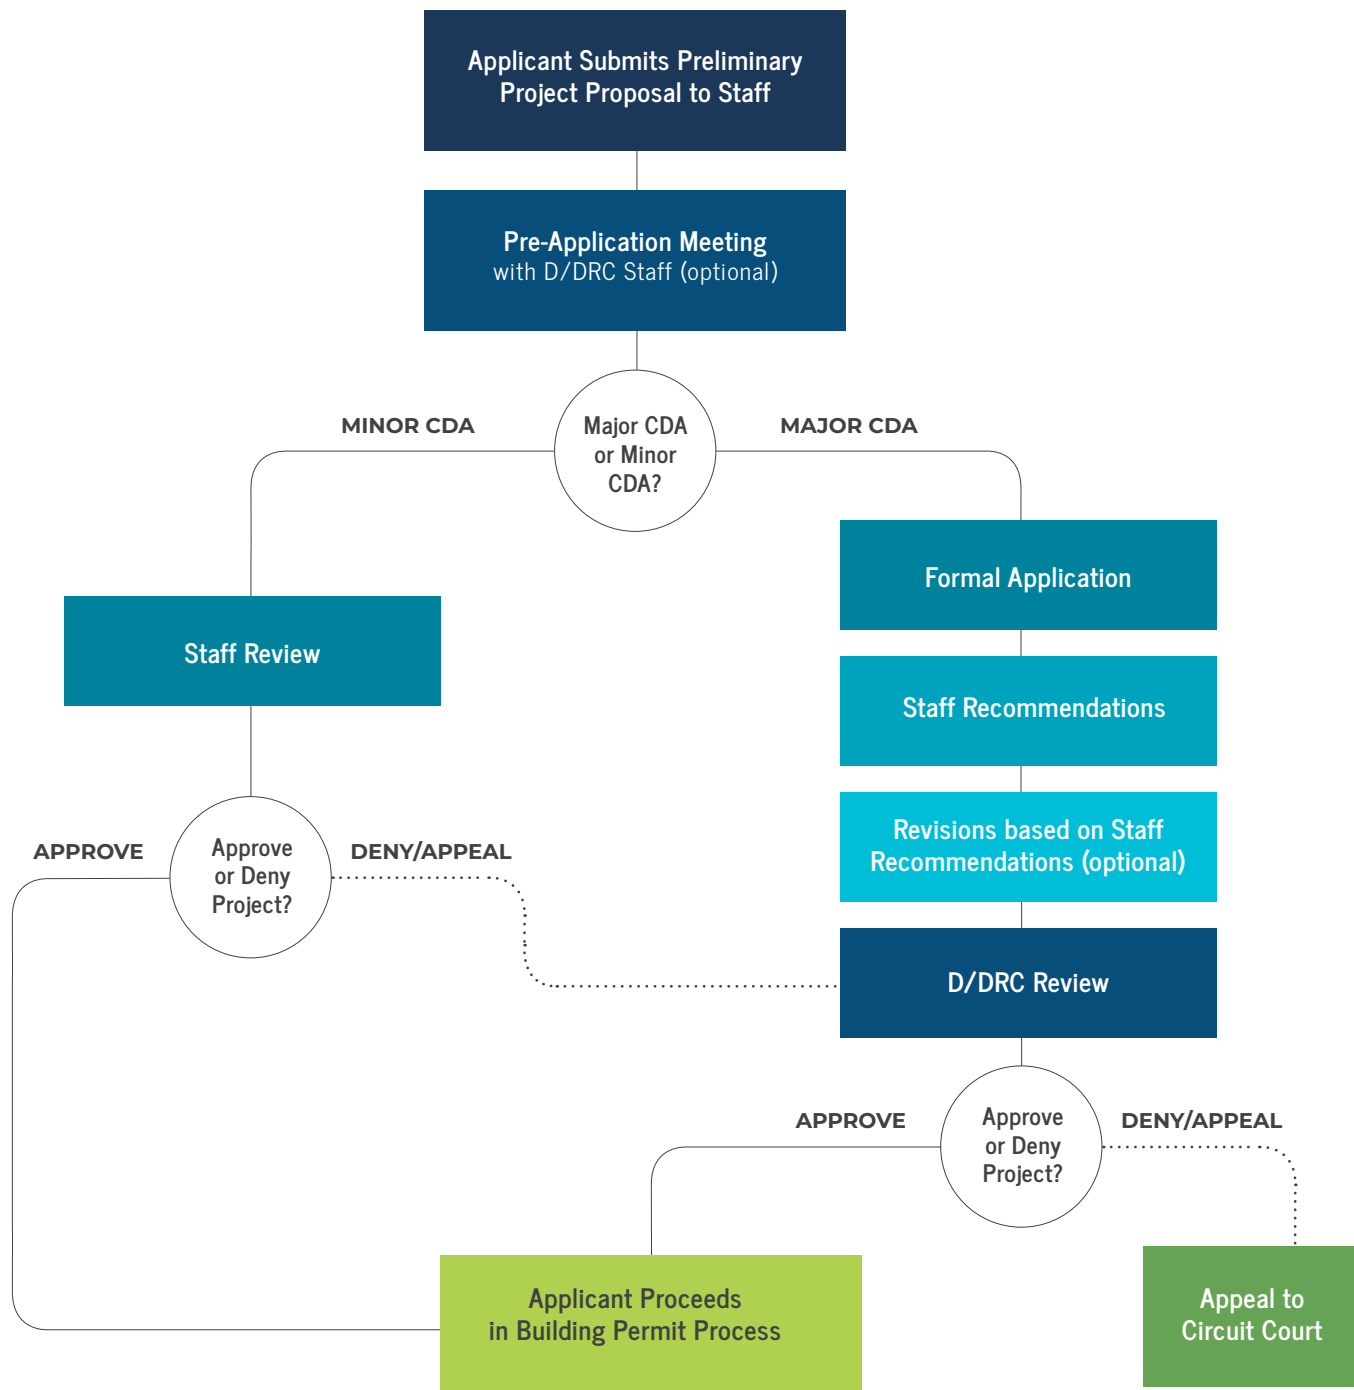 Applicant Submits Preliminary
Project Proposal to Staff
Pre-Application Meeting
with D/DRC Staff (optional)
MINOR CDA
Major CDA
or Minor
CDA?
MAJOR CDA
Formal Application
Staff Review
Staff Recommendations
Revisions based on Staff
Recommendations (optional)
APPROVE
Approve
or Deny
Project?
DENY/APPEAL
D/DRC Review
APPROVE
Approve
or Deny
Project?
DENY/APPEAL
Applicant Proceeds
in Building Permit Process
Appeal to
Circuit Court